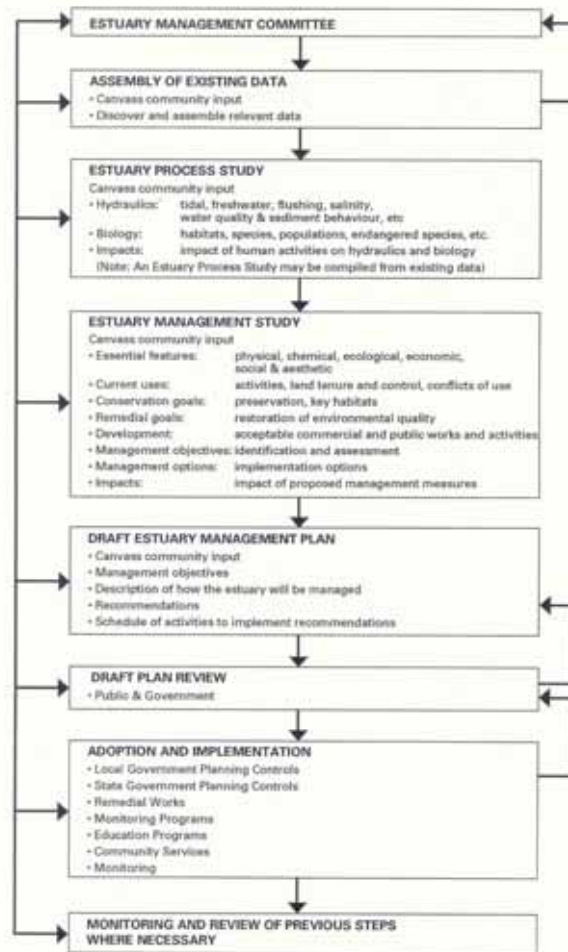 ESTUARY MANAGEMENT COMMITTEE
ASSEMBLY OF EXISTING DATA
• Canvass community input
• Discover and assemble relevant data
ESTUARY PROCESS STUDY
Canvass community input
• Hydraulics: tidal, freshwater, flushing, salinity,
water quality & sediment behaviour, etc
• Biology: habitats, species, populations, endangered species, etc.
• Impacts: impact of human activities on hydraulics and biology
(Note: An Estuary Process Study may be compiled from existing data)
ESTUARY MANAGEMENT STUDY
Canvass community input
• Essential features: physical, chemical, ecological, economic,
social & aesthetic
• Current uses: activities, land tenure and control, conflicts of use
• Conservation goals: preservation, key habitats
• Remedial goals: restoration of environmental quality
• Development: acceptable commercial and public works and activities
• Management objectives: identification and assessment
• Management options: implementation options
• Impacts: impact of proposed management measures
DRAFT ESTUARY MANAGEMENT PLAN
• Canvass community input
• Management objectives
• Description of how the estuary will be managed
• Recommendations
• Schedule of activities to implement recommendations
DRAFT PLAN REVIEW
• Public & Government
ADOPTION AND IMPLEMENTATION
• Local Government Planning Controls
• State Government Planning Controls
• Remedial Works
• Monitoring Programs
• Education Programs
• Community Services
• Monitoring
MONITORING AND REVIEW OF PREVIOUS STEPS
WHERE NECESSARY